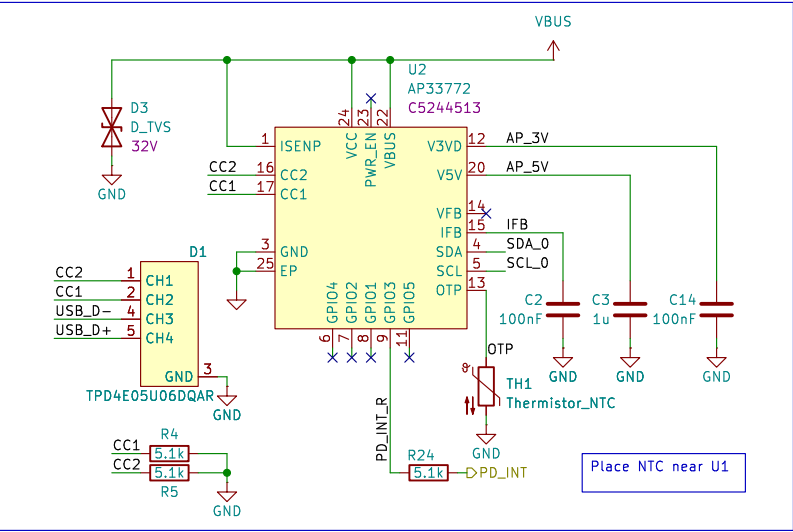 VBUS
U2
AP33772
C5244513
D3
D_TVS
32V
GND
24
23
22
1
ISENP
VCC
PWR_EN
VBUS
V3VD
12
AP_3V
CC2
16
CC2
V5V
20
AP_5V
CC1
17
CC1
VFB
14
IFB
15
IFB
3
GND
SDA
4
SDA_0
25
EP
SCL
5
SCL_0
OTP
13
GPIO4
GPIO2
GPIO1
GPIO3
GPIO5
6
7
8
9
11
D1
CC2
1
CH1
CC1
2
CH2
USB_D-
4
CH3
USB_D+
5
CH4
GND
3
TPD4E05U06DQAR
GND
C2
100nF
GND
C3
1u
GND
C14
100nF
GND
OTP
TH1
Thermistor_NTC
GND
PD_INT_R
R24
5.1k
PD_INT
CC1
R4
5.1k
CC2
5.1k
R5
GND
Place NTC near U1